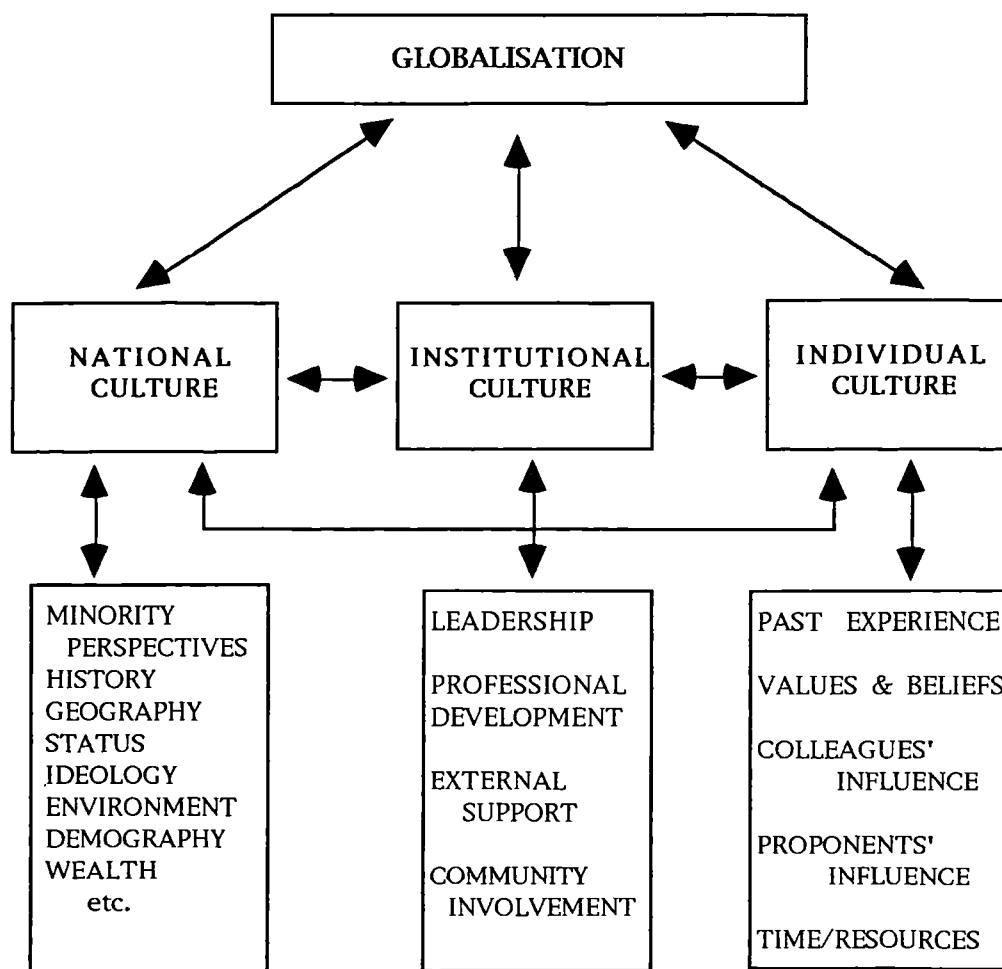 GLOBALISATION
NATIONAL
CULTURE
INSTITUTIONAL
CULTURE
INDIVIDUAL
CULTURE
MINORITY
PERSPECTIVES
HISTORY
GEOGRAPHY
STATUS
IDEOLOGY
ENVIRONMENT
DEMOGRAPHY
WEALTH
etc.
LEADERSHIP
PROFESSIONAL
DEVELOPMENT
EXTERNAL
SUPPORT
COMMUNITY
INVOLVEMENT
PAST EXPERIENCE
VALUES & BELIEFS
COLLEAGUES'
INFLUENCE
PROPONENTS'
INFLUENCE
TIME/RESOURCES